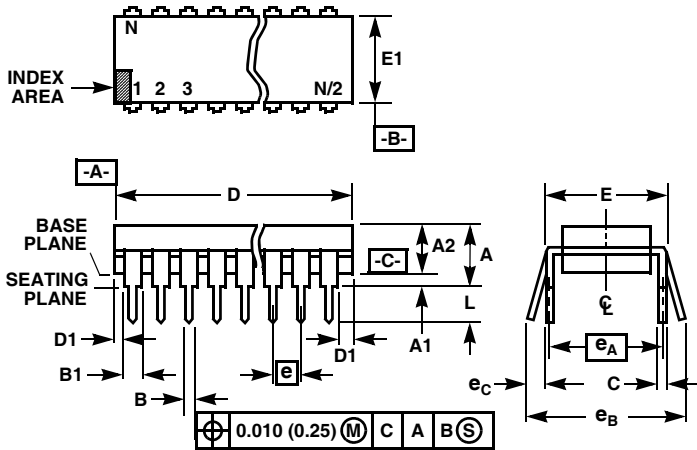 N
E1
INDEX
AREA
1 2 3 N/2
-B-
-A-
D
E
BASE
PLANE
A2 A
-C-
SEATING
PLANE
L
C
L
D1 A1 D1
e
eA
B1
B
eC
C
eB
0.010 (0.25) M C A B S